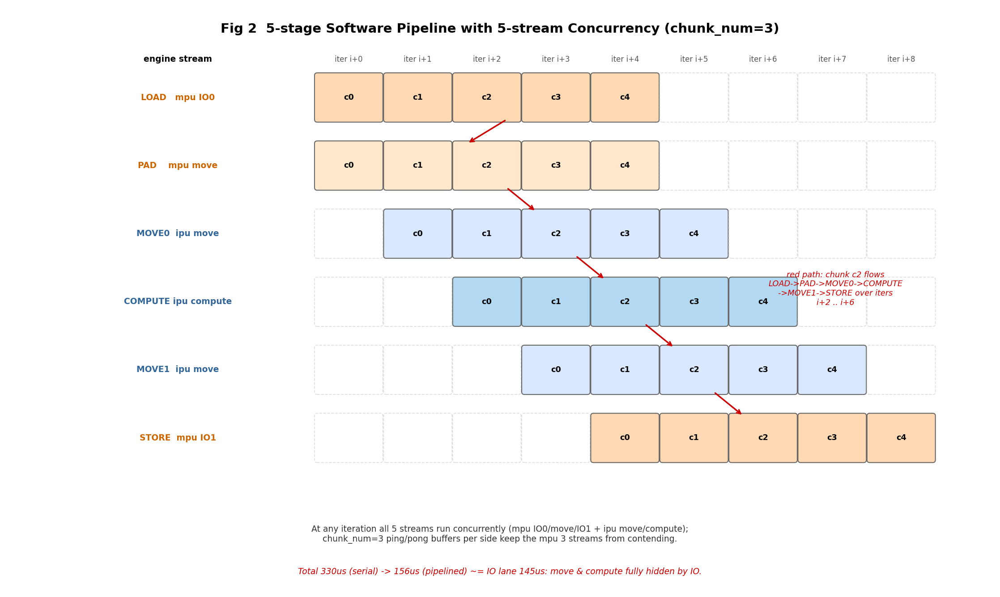 Fig 2  5-stage Software Pipeline with 5-stream Concurrency (chunk_num=3)
engine stream iter i+0 iter i+1 iter i+2 iter i+3 iter i+4 iter i+5 iter i+6 iter i+7 iter i+8
LOAD   mpu IO0 c0 c1 c2 c3 c4
PAD    mpu move c0 c1 c2 c3 c4
MOVE0  ipu move c0 c1 c2 c3 c4
red path: chunk c2 flows
LOAD->PAD->MOVE0->COMPUTE
->MOVE1->STORE over iters
i+2 .. i+6
COMPUTE ipu compute c0 c1 c2 c3 c4
MOVE1  ipu move c0 c1 c2 c3 c4
STORE  mpu IO1 c0 c1 c2 c3 c4
At any iteration all 5 streams run concurrently (mpu IO0/move/IO1 + ipu move/compute);
chunk_num=3 ping/pong buffers per side keep the mpu 3 streams from contending.
Total 330us (serial) -> 156us (pipelined) ~= IO lane 145us: move & compute fully hidden by IO.